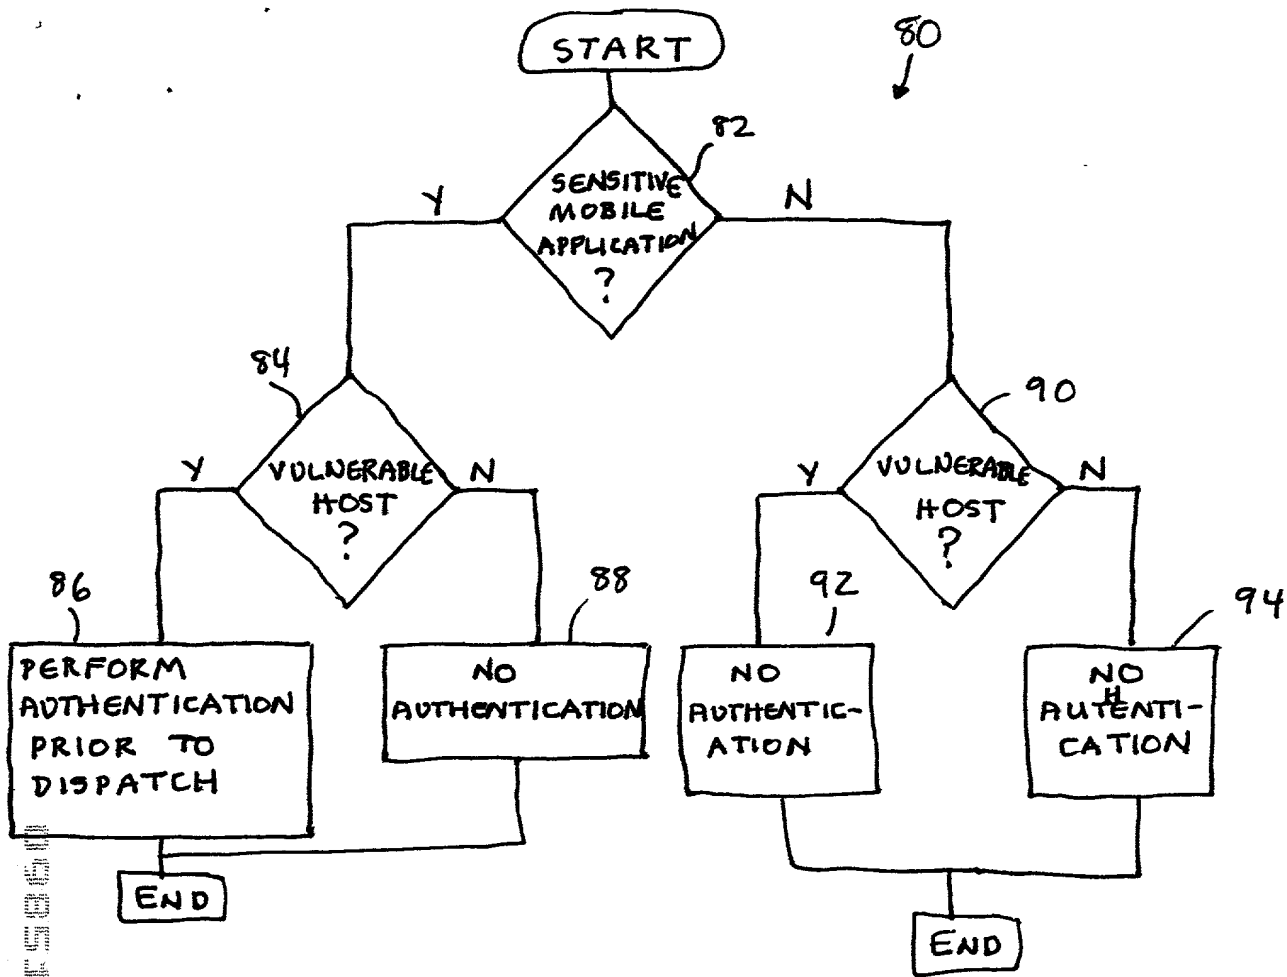 START
80
82
SENSITIVE
MOBILE
APPLICATION
?
Y
N
84
VULNERABLE
HOST
?
Y
N
90
VULNERABLE
HOST
?
Y
N
86
PERFORM
AUTHENTICATION
PRIOR TO
DISPATCH
88
NO
AUTHENTICATION
92
NO
AUTHENTIC-
ATION
94
NO
AUTHENTI-
CATION
END
END